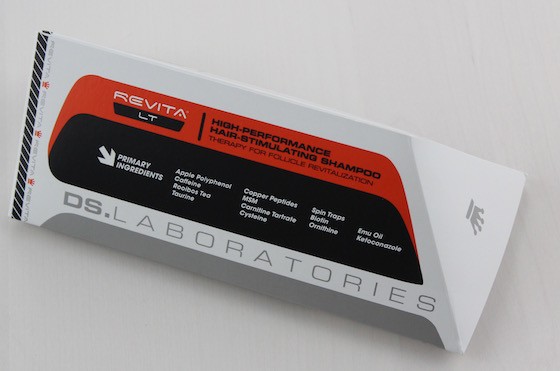 REVITA
LT
HIGH-PERFORMANCE
HAIR-STIMULATING SHAMPOO
THERAPY FOR FOLLICLE REVITALIZATION
PRIMARY
INGREDIENTS
Apple Polyphenol
Caffeine
Rooibos Tea
Taurine
Copper Peptides
MSM
Carnitine Tartrate
Cysteine
Spin Traps
Biotin
Ornithine
Emu Oil
Ketoconazole
DS.LABORATORIES